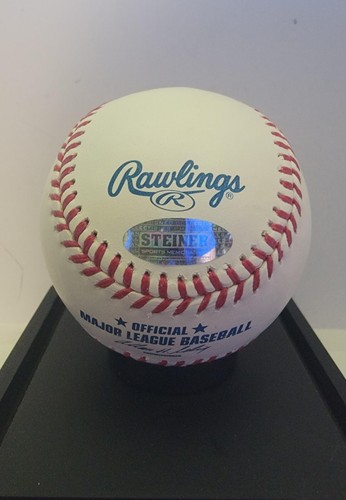 Rawlings
R ®
STEINER
SPORTS MEMORABILIA
★ OFFICIAL ★
MAJOR LEAGUE BASEBALL